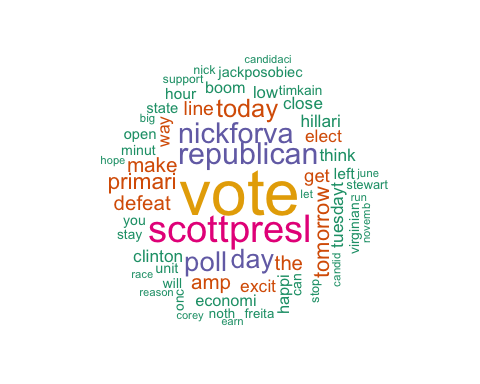 candidaci
nick jackposobiec
support
boom low timkain
hour
state line today close
big way hillari
open nickforva elect
minut republican think
hope make get left june
primari vote let stewart
defeat tomorrow tuesdayt virginian run novemb
you scottpresl
stay
clinton poll day the
race unit amp excit happi can stop candid
will
reason onc economi
corey noth freita
earn